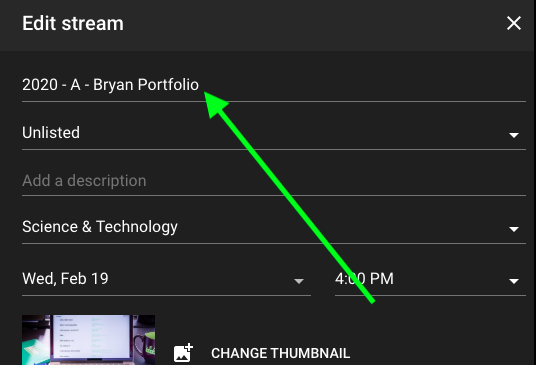 Edit stream
2020 - A - Bryan Portfolio
Unlisted
Add a description
Science & Technology
Wed, Feb 19
4:00 PM
CHANGE THUMBNAIL